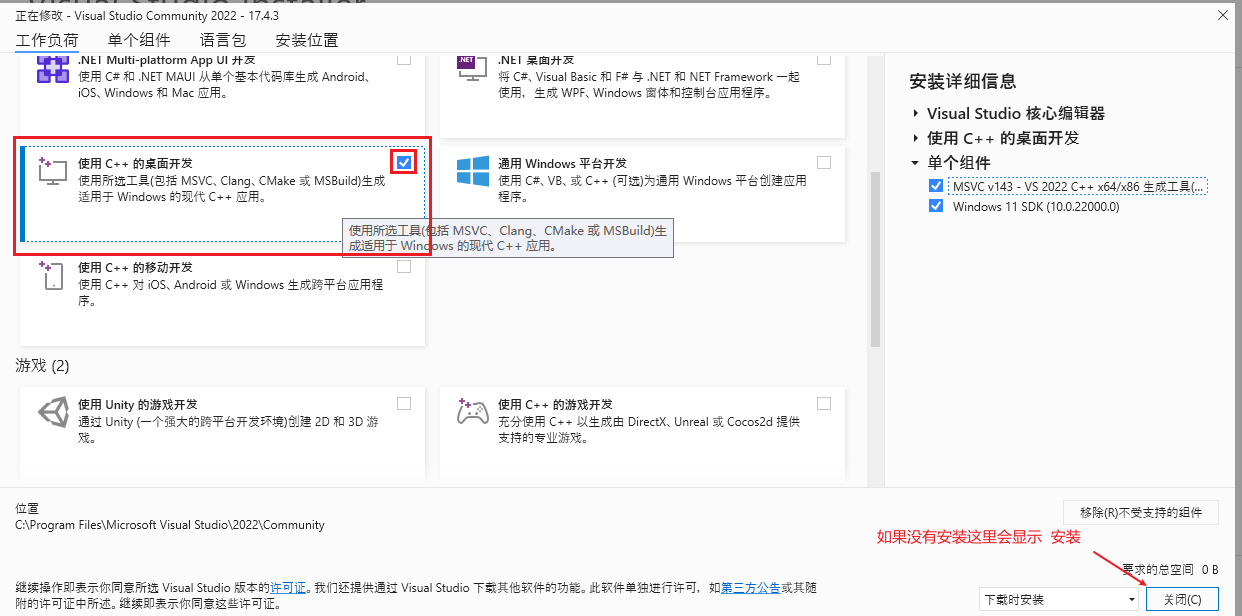 正在修改 - Visual Studio Community 2022 - 17.4.3
工作负荷 单个组件 语言包 安装位置
.NET Multi-platform App UI 开发
使用 C# 和 .NET MAUI 从单个基本代码库生成 Android、
iOS、Windows 和 Mac 应用。
.NET 桌面开发
将 C#、Visual Basic 和 F# 与 .NET 和 .NET Framework 一起
使用，生成 WPF、Windows 窗体和控制台应用程序。
.NET
使用 C++ 的桌面开发
使用所选工具(包括 MSVC、Clang、CMake 或 MSBuild)生成
适用于 Windows 的现代 C++ 应用。
通用 Windows 平台开发
使用 C#、VB、或 C++ (可选)为通用 Windows 平台创建应用
程序。
使用所选工具(包括 MSVC、Clang、CMake 或 MSBuild)生
成适用于 Windows 的现代 C++ 应用。
使用 C++ 的移动开发
使用 C++ 对 iOS、Android 或 Windows 生成跨平台应用程
序。
游戏 (2)
使用 Unity 的游戏开发
通过 Unity (一个强大的跨平台开发环境)创建 2D 和 3D 游
戏。
使用 C++ 的游戏开发
充分使用 C++ 以生成由 DirectX、Unreal 或 Cocos2d 提供
支持的专业游戏。
安装详细信息
Visual Studio 核心编辑器
使用 C++ 的桌面开发
单个组件
MSVC v143 - VS 2022 C++ x64/x86 生成工具(...
Windows 11 SDK (10.0.22000.0)
位置
C:\Program Files\Microsoft Visual Studio\2022\Community
移除(R)不受支持的组件
如果没有安装这里会显示 安装
要求的总空间 0 B
继续操作即表示你同意所选 Visual Studio 版本的许可证。我们还提供通过 Visual Studio 下载其他软件的功能。此软件单独进行许可，如第三方公告或其随
附的许可证中所述。继续即表示你同意这些许可证。
下载时安装
关闭(C)